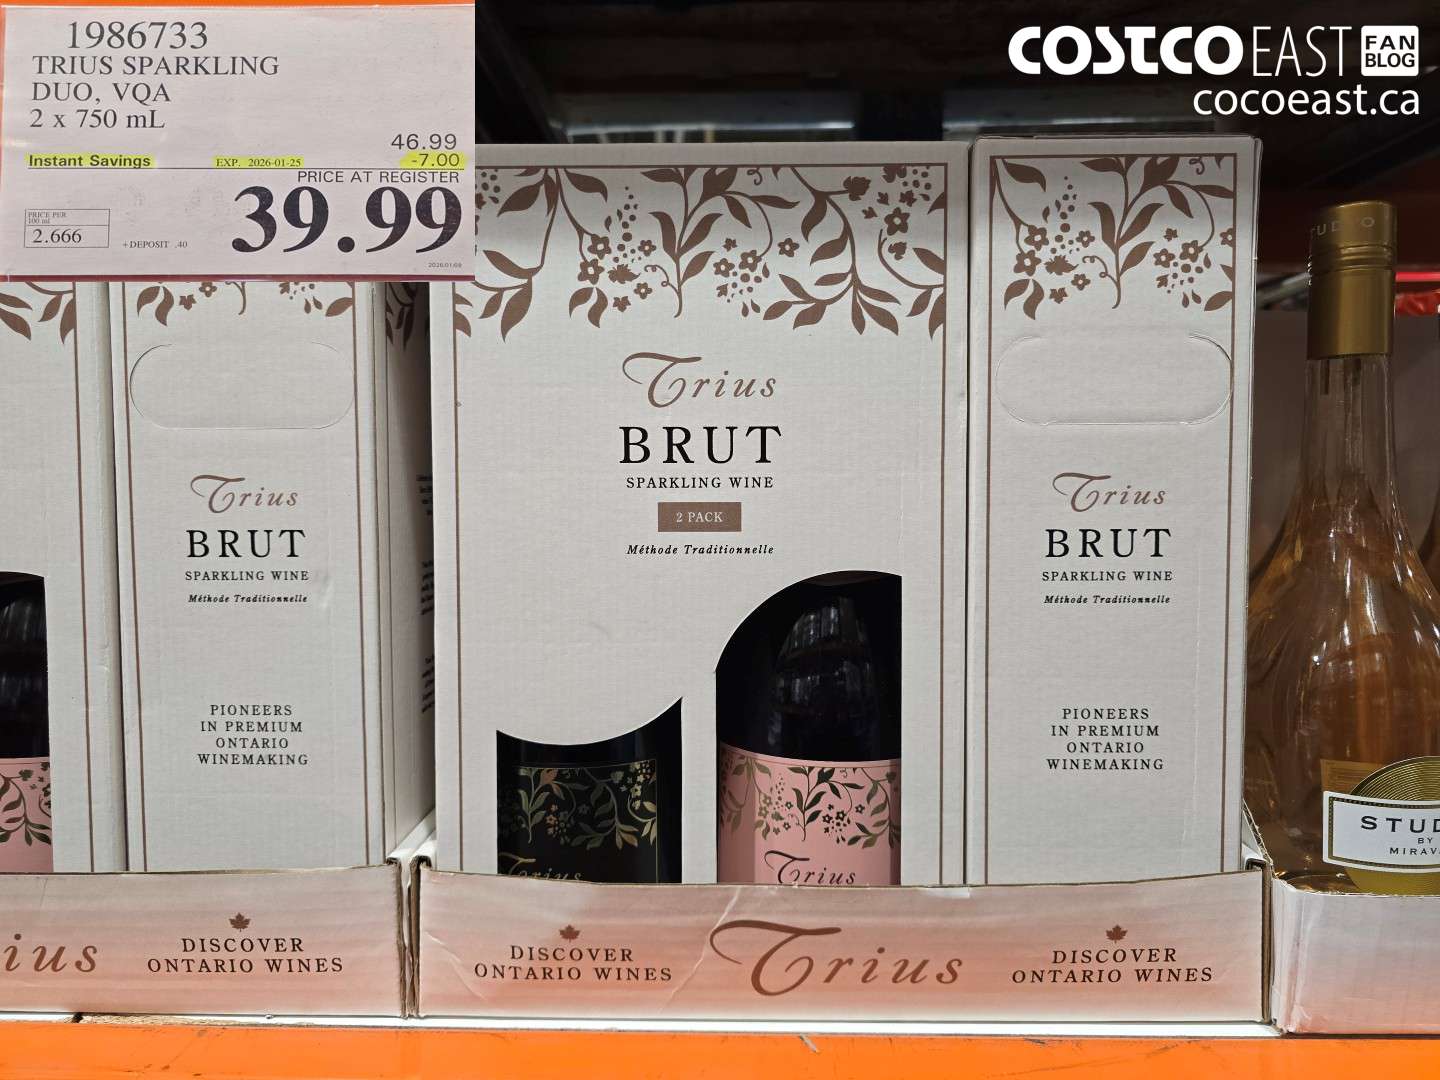 1986733
TRIUS SPARKLING
DUO, VQA
2 x 750 mL
46.99
Instant Savings EXP. 2026-01-25 -7.00
PRICE AT REGISTER
39.99
PRICE PER
100 ml
2.666
+DEPOSIT .40
2026/01/09
COSTCO EAST FAN BLOG
cocoeast.ca
Trius
BRUT
SPARKLING WINE
Méthode Traditionnelle
PIONEERS
IN PREMIUM
ONTARIO
WINEMAKING
Trius
BRUT
SPARKLING WINE
2 PACK
Méthode Traditionnelle
Trius
Trius
Trius
BRUT
SPARKLING WINE
Méthode Traditionnelle
PIONEERS
IN PREMIUM
ONTARIO
WINEMAKING
TUDIO
STUD
BY
MIRAV
ius
DISCOVER
ONTARIO WINES
DISCOVER
ONTARIO WINES
Trius
DISCOVER
ONTARIO WINES